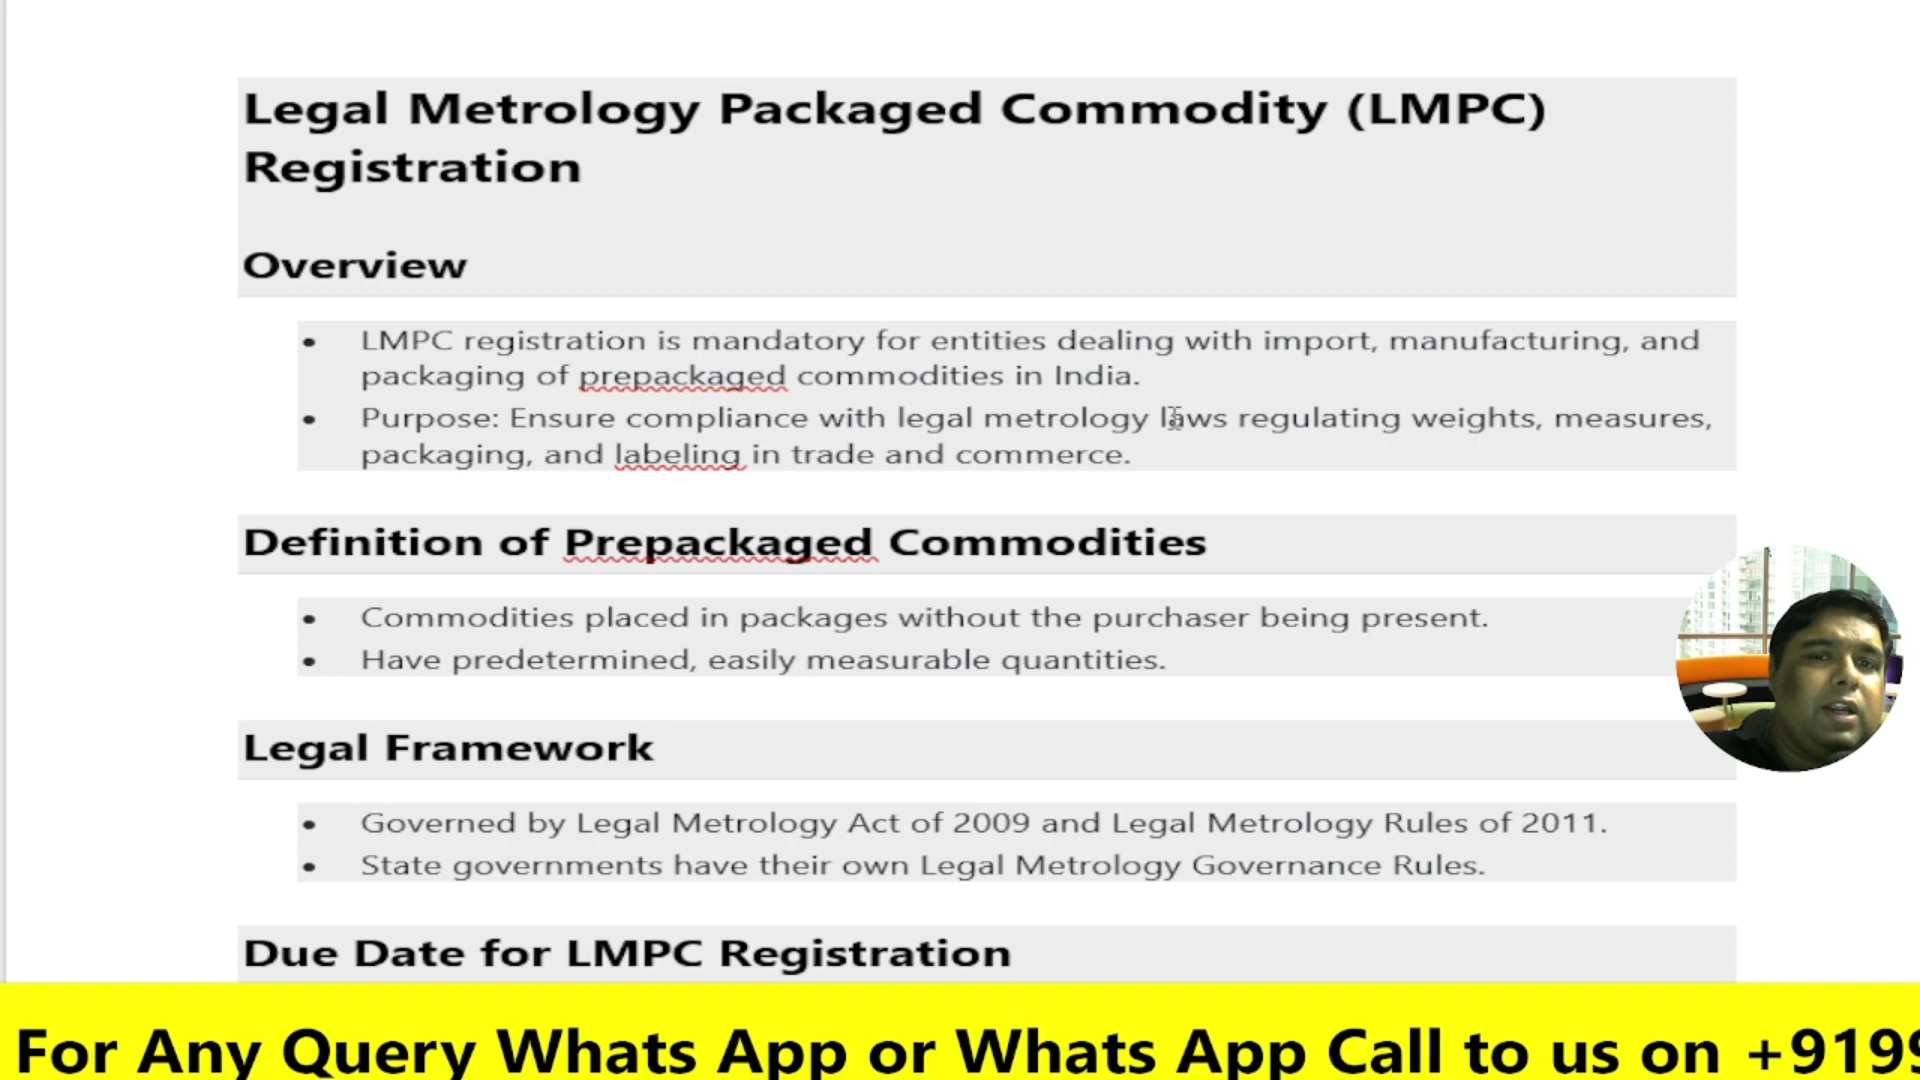 Legal Metrology Packaged Commodity (LMPC)
Registration
Overview
• LMPC registration is mandatory for entities dealing with import, manufacturing, and
packaging of prepackaged commodities in India.
• Purpose: Ensure compliance with legal metrology laws regulating weights, measures,
packaging, and labeling in trade and commerce.
Definition of Prepackaged Commodities
• Commodities placed in packages without the purchaser being present.
• Have predetermined, easily measurable quantities.
Legal Framework
• Governed by Legal Metrology Act of 2009 and Legal Metrology Rules of 2011.
• State governments have their own Legal Metrology Governance Rules.
Due Date for LMPC Registration
For Any Query Whats App or Whats App Call to us on +919